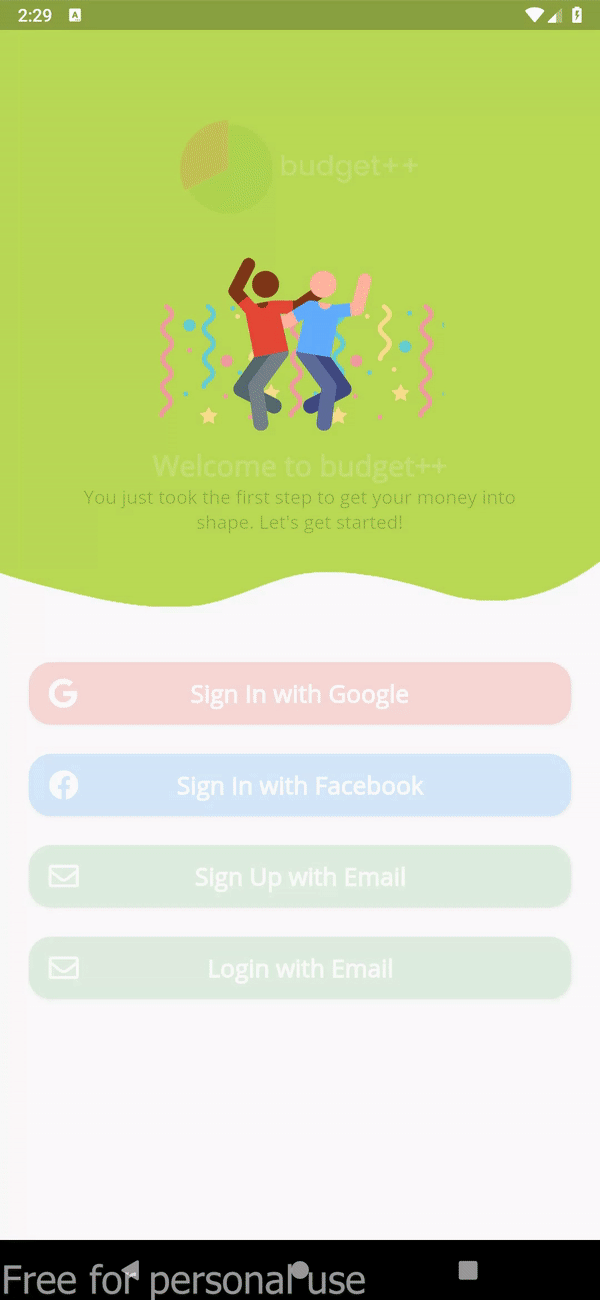 2:29
budget++
Welcome to budget++
You just took the first step to get your money into
shape. Let's get started!
Sign In with Google
Sign In with Facebook
Sign Up with Email
Login with Email
Free for personal use